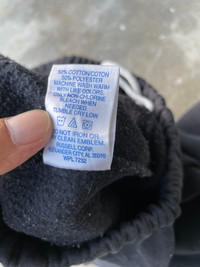 50% COTTON/COTON
50% POLYESTER
MACHINE WASH WARM
WITH LIKE COLORS.
ONLY NON-CHLORINE
BLEACH WHEN
NEEDED
TUMBLE DRY LOW
DO NOT IRON OR
DRY CLEAN EMBLEM.
RUSSELL CORP.
ALEXANDER CITY, AL 35010
WPL 7232